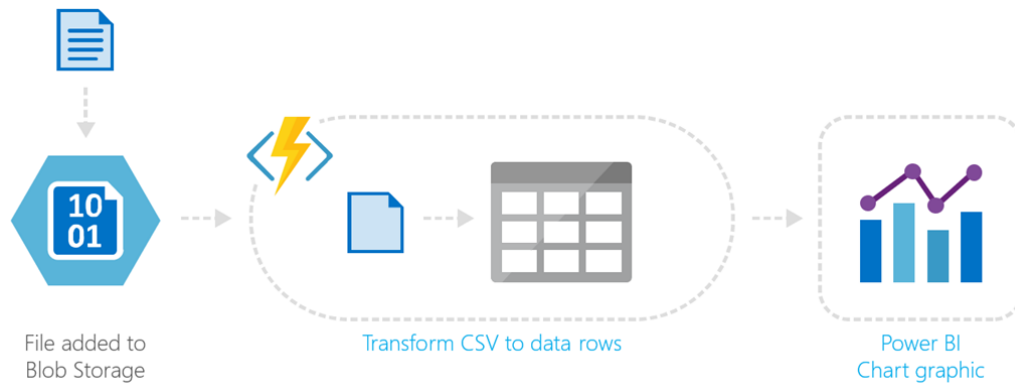 10
01
File added to
Blob Storage
Transform CSV to data rows
Power BI
Chart graphic